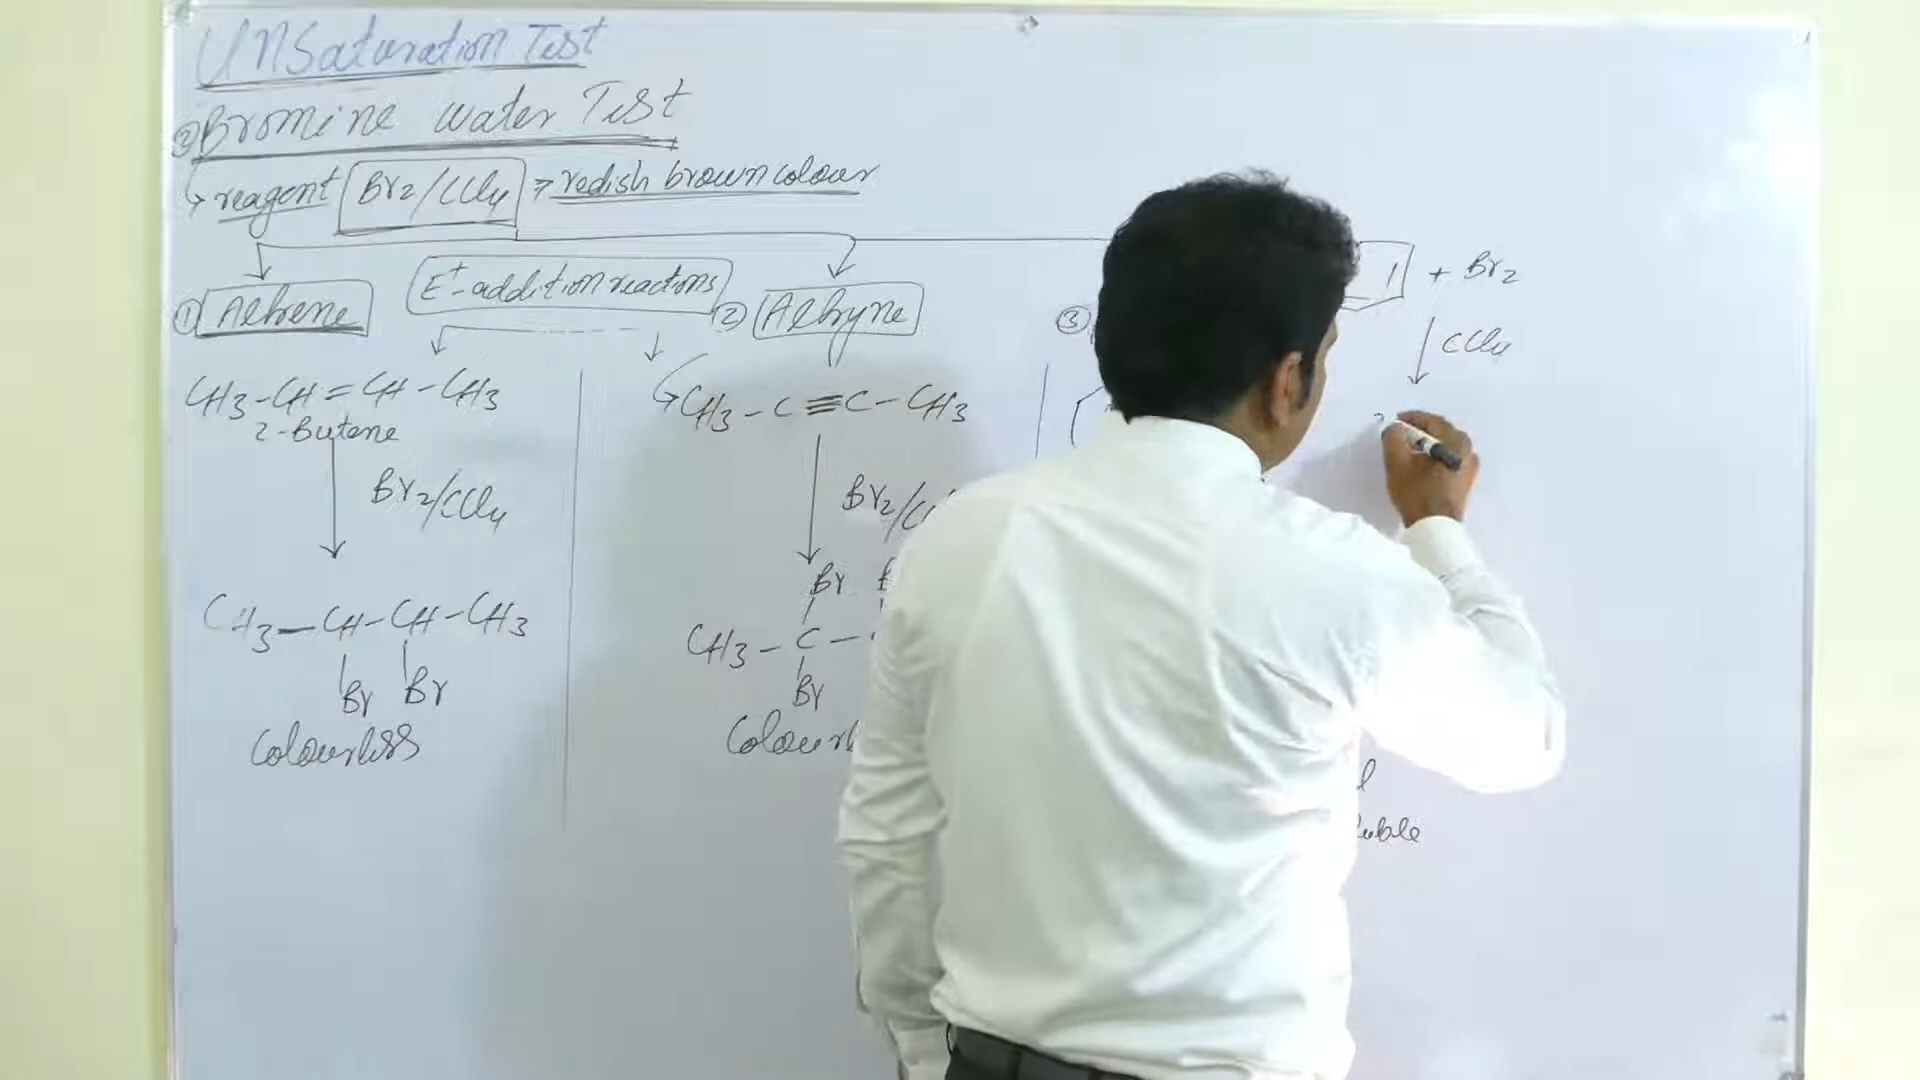 UNSaturation Test
② Bromine water Test
reagent Br2/CCl4 ⇒ redish brown colour
E+-addition reactions
① Alkene
② Alkyne
③
+ Br2
CCl4
CH3-CH=CH-CH3
2-Butene
Br2/CCl4
CH3-CH-CH-CH3
Br Br
Colourless
CH3-C≡C-CH3
Br2/
Br
CH3-C-
Br